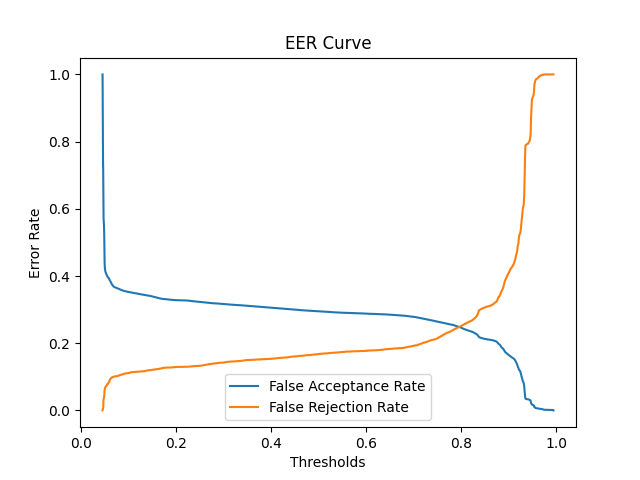 EER Curve
Error Rate
1.0
0.8
0.6
0.4
0.2
0.0
False Acceptance Rate
False Rejection Rate
0.0 0.2 0.4 0.6 0.8 1.0
Thresholds